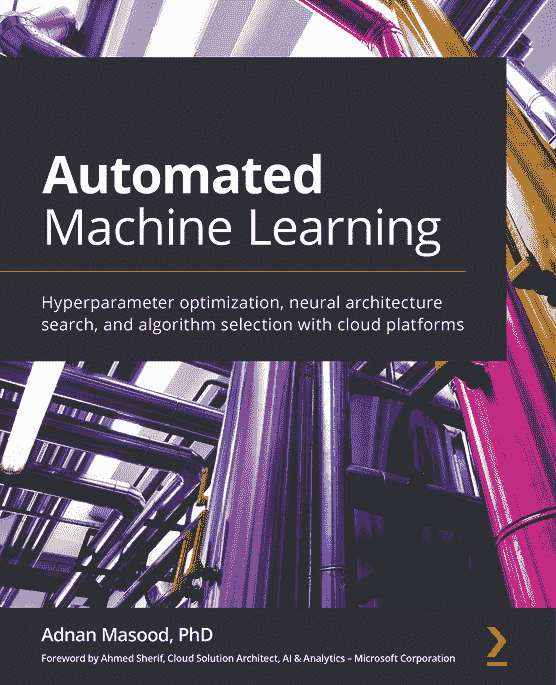 Automated
Machine Learning
Hyperparameter optimization, neural architecture
search, and algorithm selection with cloud platforms
Adnan Masood, PhD
Foreword by Ahmed Sherif, Cloud Solution Architect, AI & Analytics – Microsoft Corporation